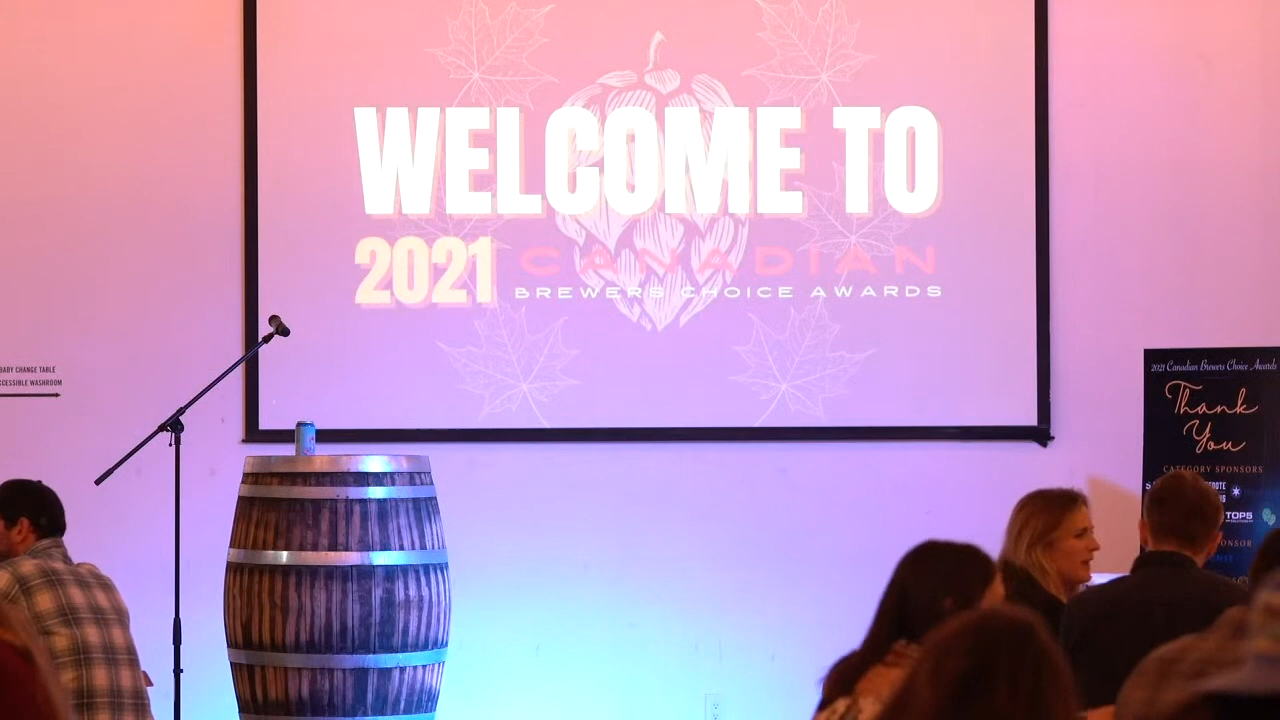 WELCOME TO
2021 CANADIAN
BREWERS CHOICE AWARDS
BABY CHANGE TABLE
ACCESSIBLE WASHROOM
2021 Canadian Brewers Choice Awards
Thank
You
CATEGORY SPONSORS
TOP5